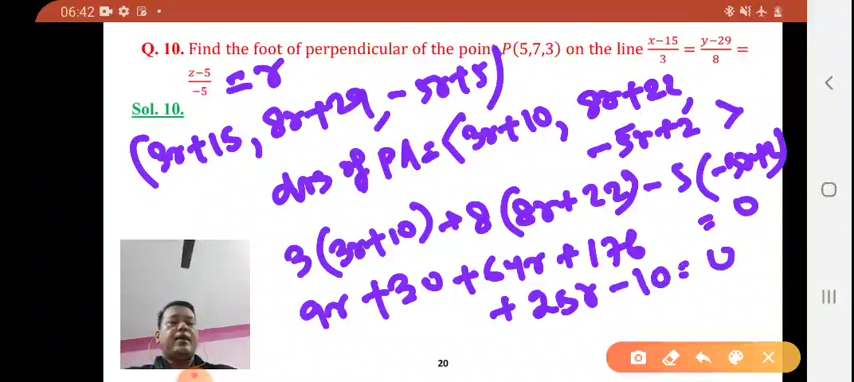 06:42
Q. 10. Find the foot of perpendicular of the point P(5,7,3) on the line x−15/3 = y−29/8 =
z−5/−5 = r
Sol. 10.
(3r+15, 8r+29, −5r+5)
drs of PA = <3r+10, 8r+22,
−5r+2>
3(3r+10)+8(8r+22)−5(−5r+2)
=0
9r+30+64r+176
+25r−10=0
20